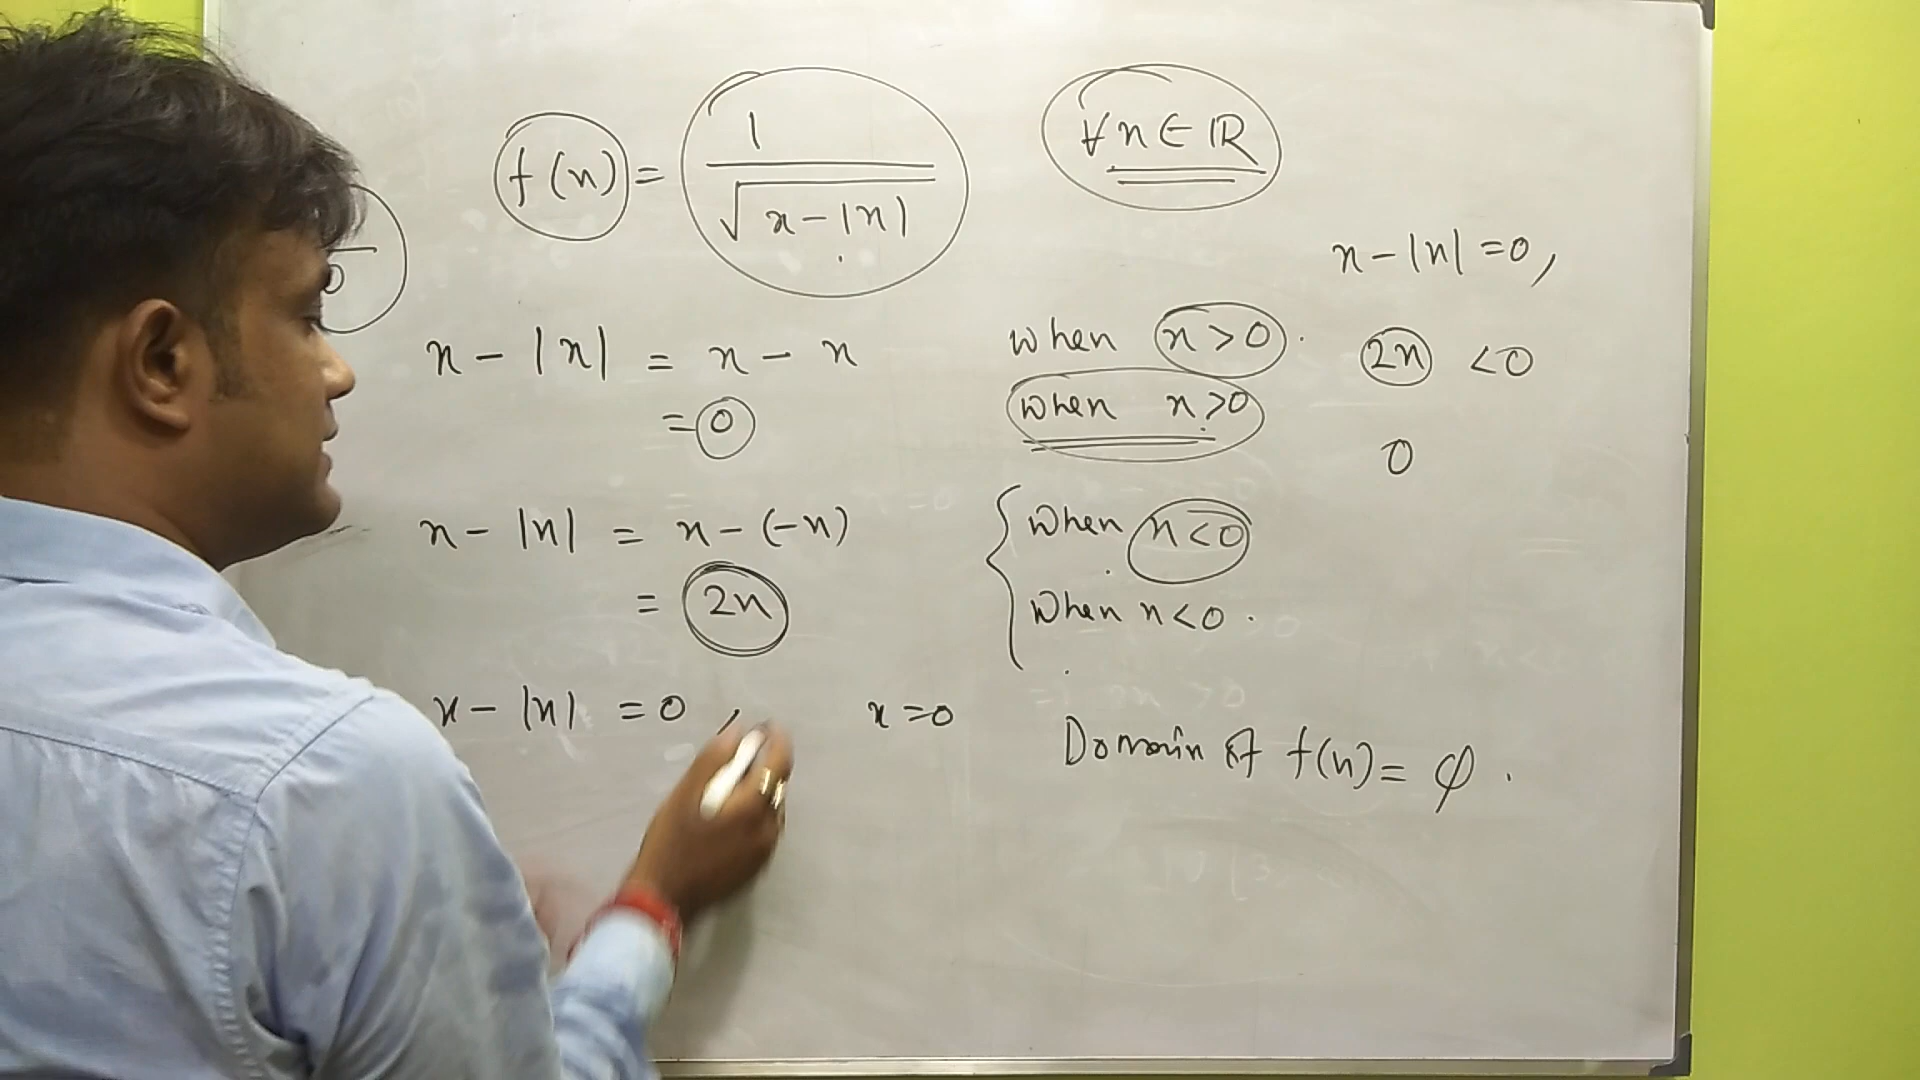 f(x) = 1/√(x-|x|) ∀x∈ℝ
x-|x| = 0,
x - |x| = x - x when x>0. 2x <0
= 0 when x>0
0
x - |x| = x-(-x) when x<0
= 2x when x<0.
x - |x| = 0, x=0
Domain of f(x) = φ.